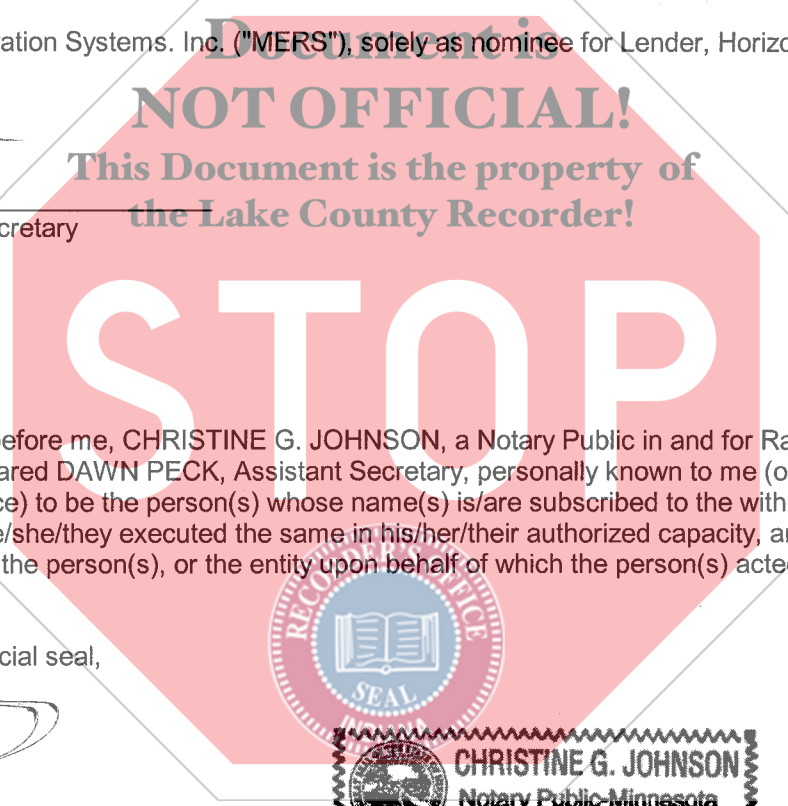 Document is
ation Systems. Inc. ("MERS"), solely as nominee for Lender, Horizo
NOT OFFICIAL!
This Document is the property of
the Lake County Recorder!
cretary
STOP
efore me, CHRISTINE G. JOHNSON, a Notary Public in and for Ra
ared DAWN PECK, Assistant Secretary, personally known to me (o
ce) to be the person(s) whose name(s) is/are subscribed to the with
e/she/they executed the same in his/her/their authorized capacity, a
the person(s), or the entity upon behalf of which the person(s) acte
RECORDER'S OFFICE
SEAL
INDIANA
cial seal,
CHRISTINE G. JOHNSON
Notary Public-Minnesota